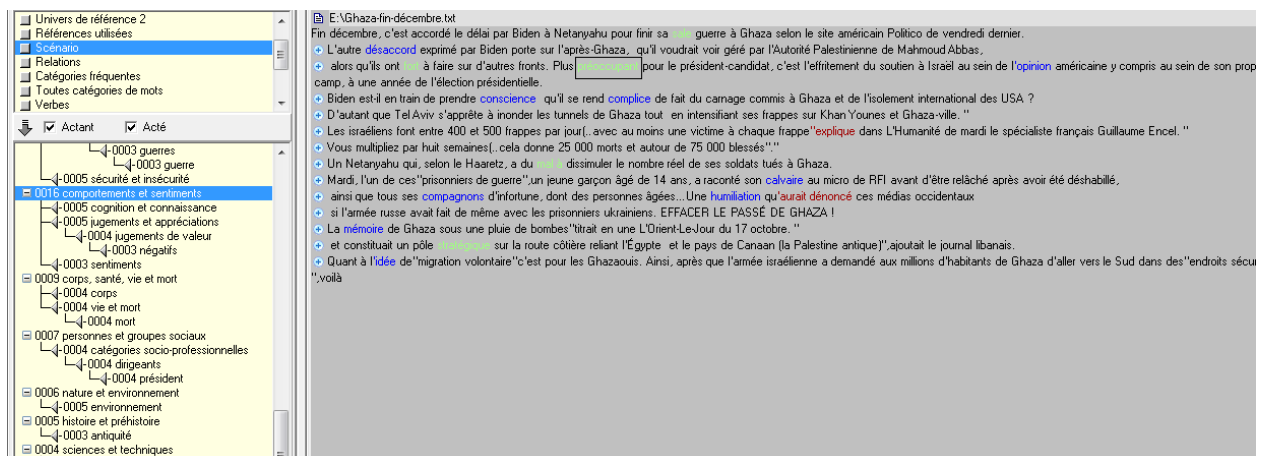 Univers de référence 2
Références utilisées
Scénario
Relations
Catégories fréquentes
Toutes catégories de mots
Verbes
Actant Acté
0003 guerres
0003 guerre
0005 sécurité et insécurité
0016 comportements et sentiments
0005 cognition et connaissance
0005 jugements et appréciations
0004 jugements de valeur
0003 négatifs
0003 sentiments
0009 corps, santé, vie et mort
0004 corps
0004 vie et mort
0004 mort
0007 personnes et groupes sociaux
0004 catégories socio-professionnelles
0004 dirigeants
0004 président
0006 nature et environnement
0005 environnement
0005 histoire et préhistoire
0003 antiquité
0004 sciences et techniques
E:\Ghaza-fin-décembre.txt
Fin décembre, c'est accordé le délai par Biden à Netanyahu pour finir sa sale guerre à Ghaza selon le site américain Politico de vendredi dernier.
L'autre désaccord exprimé par Biden porte sur l'après-Ghaza, qu'il voudrait voir géré par l'Autorité Palestinienne de Mahmoud Abbas,
alors qu'ils ont fort à faire sur d'autres fronts. Plus préoccupant pour le président-candidat, c'est l'effritement du soutien à Israël au sein de l'opinion américaine y compris au sein de son prop
camp, à une année de l'élection présidentielle.
Biden est-il en train de prendre conscience qu'il se rend complice de fait du carnage commis à Ghaza et de l'isolement international des USA ?
D'autant que Tel Aviv s'apprête à inonder les tunnels de Ghaza tout en intensifiant ses frappes sur Khan Younes et Ghaza-ville. "
Les israéliens font entre 400 et 500 frappes par jour(..avec au moins une victime à chaque frappe"explique dans L'Humanité de mardi le spécialiste français Guillaume Encel. "
Vous multipliez par huit semaines(..cela donne 25 000 morts et autour de 75 000 blessés"."
Un Netanyahu qui, selon le Haaretz, a du mal à dissimuler le nombre réel de ses soldats tués à Ghaza.
Mardi, l'un de ces"prisonniers de guerre",un jeune garçon âgé de 14 ans, a raconté son calvaire au micro de RFI avant d'être relâché après avoir été déshabillé,
ainsi que tous ses compagnons d'infortune, dont des personnes âgées...Une humiliation qu'aurait dénoncé ces médias occidentaux
si l'armée russe avait fait de même avec les prisonniers ukrainiens. EFFACER LE PASSÉ DE GHAZA !
La mémoire de Ghaza sous une pluie de bombes"titrait en une L'Orient-Le-Jour du 17 octobre. "
et constituait un pôle stratégique sur la route côtière reliant l'Égypte et le pays de Canaan (la Palestine antique)",ajoutait le journal libanais.
Quant à l'idée de"migration volontaire"c'est pour les Ghazaouis. Ainsi, après que l'armée israélienne a demandé aux millions d'habitants de Ghaza d'aller vers le Sud dans des"endroits sécur
",voilà